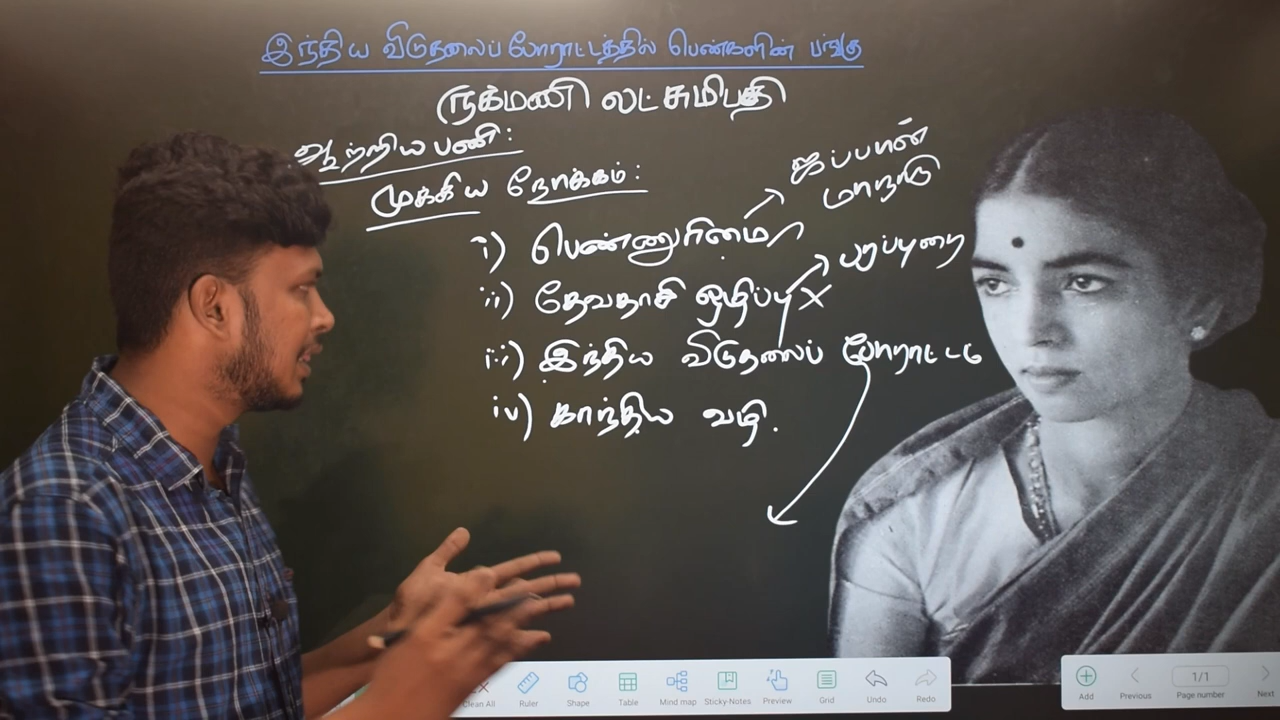 இந்திய விடுதலைப் போராட்டத்தில் பெண்களின் பங்கு
ருக்மணி லட்சுமிபதி
ஆற்றிய பணி:
முக்கிய நோக்கம்:
i) பெண்ணுரிமை → ஜப்பான் மாநாடு
ii) தேவதாசி ஒழிப்பு X → பரப்புரை
iii) இந்திய விடுதலைப் போராட்டம்
iv) காந்திய வழி.
Clean All Ruler Shape Table Mind map Sticky-Notes Preview Grid Undo Redo
Add Previous 1/1 Page number Next